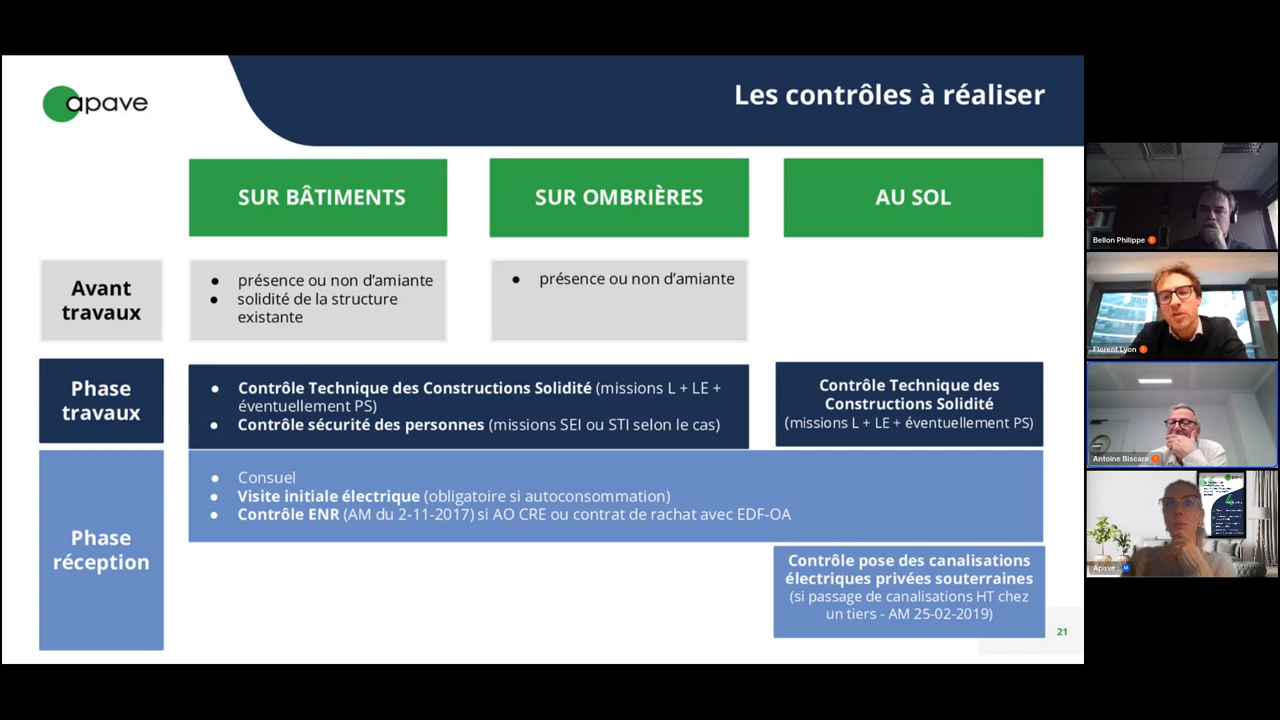 apave
Les contrôles à réaliser
SUR BÂTIMENTS
SUR OMBRIÈRES
AU SOL
Avant
travaux
● présence ou non d'amiante
● solidité de la structure
existante
● présence ou non d'amiante
Phase
travaux
● Contrôle Technique des Constructions Solidité (missions L + LE +
éventuellement PS)
● Contrôle sécurité des personnes (missions SEI ou STI selon le cas)
Contrôle Technique des
Constructions Solidité
(missions L + LE + éventuellement PS)
Phase
réception
● Consuel
● Visite initiale électrique (obligatoire si autoconsommation)
● Contrôle ENR (AM du 2-11-2017) si AO CRE ou contrat de rachat avec EDF-OA
Contrôle pose des canalisations
électriques privées souterraines
(si passage de canalisations HT chez
un tiers - AM 25-02-2019)
21
Bellon Philippe
Florent Lyon
Antoine Biscara
Apave